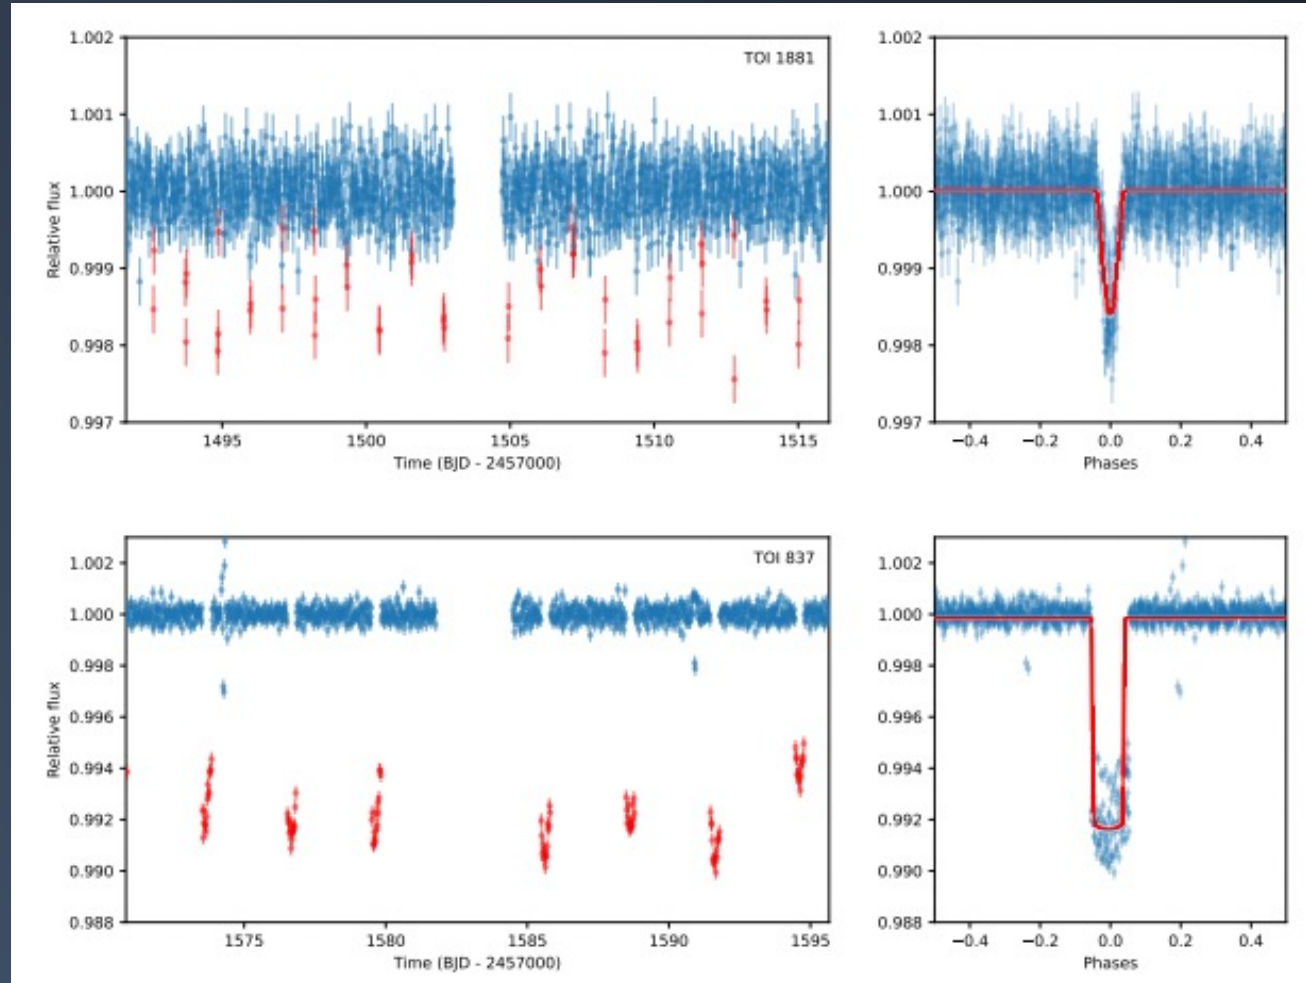 1.002
1.001
1.000
0.999
0.998
0.997
Relative flux
TOI 1881
1495 1500 1505 1510 1515
Time (BJD - 2457000)
1.002
1.001
1.000
0.999
0.998
0.997
−0.4 −0.2 0.0 0.2 0.4
Phases
1.002
1.000
0.998
0.996
0.994
0.992
0.990
0.988
Relative flux
TOI 837
1575 1580 1585 1590 1595
Time (BJD - 2457000)
1.002
1.000
0.998
0.996
0.994
0.992
0.990
0.988
−0.4 −0.2 0.0 0.2 0.4
Phases